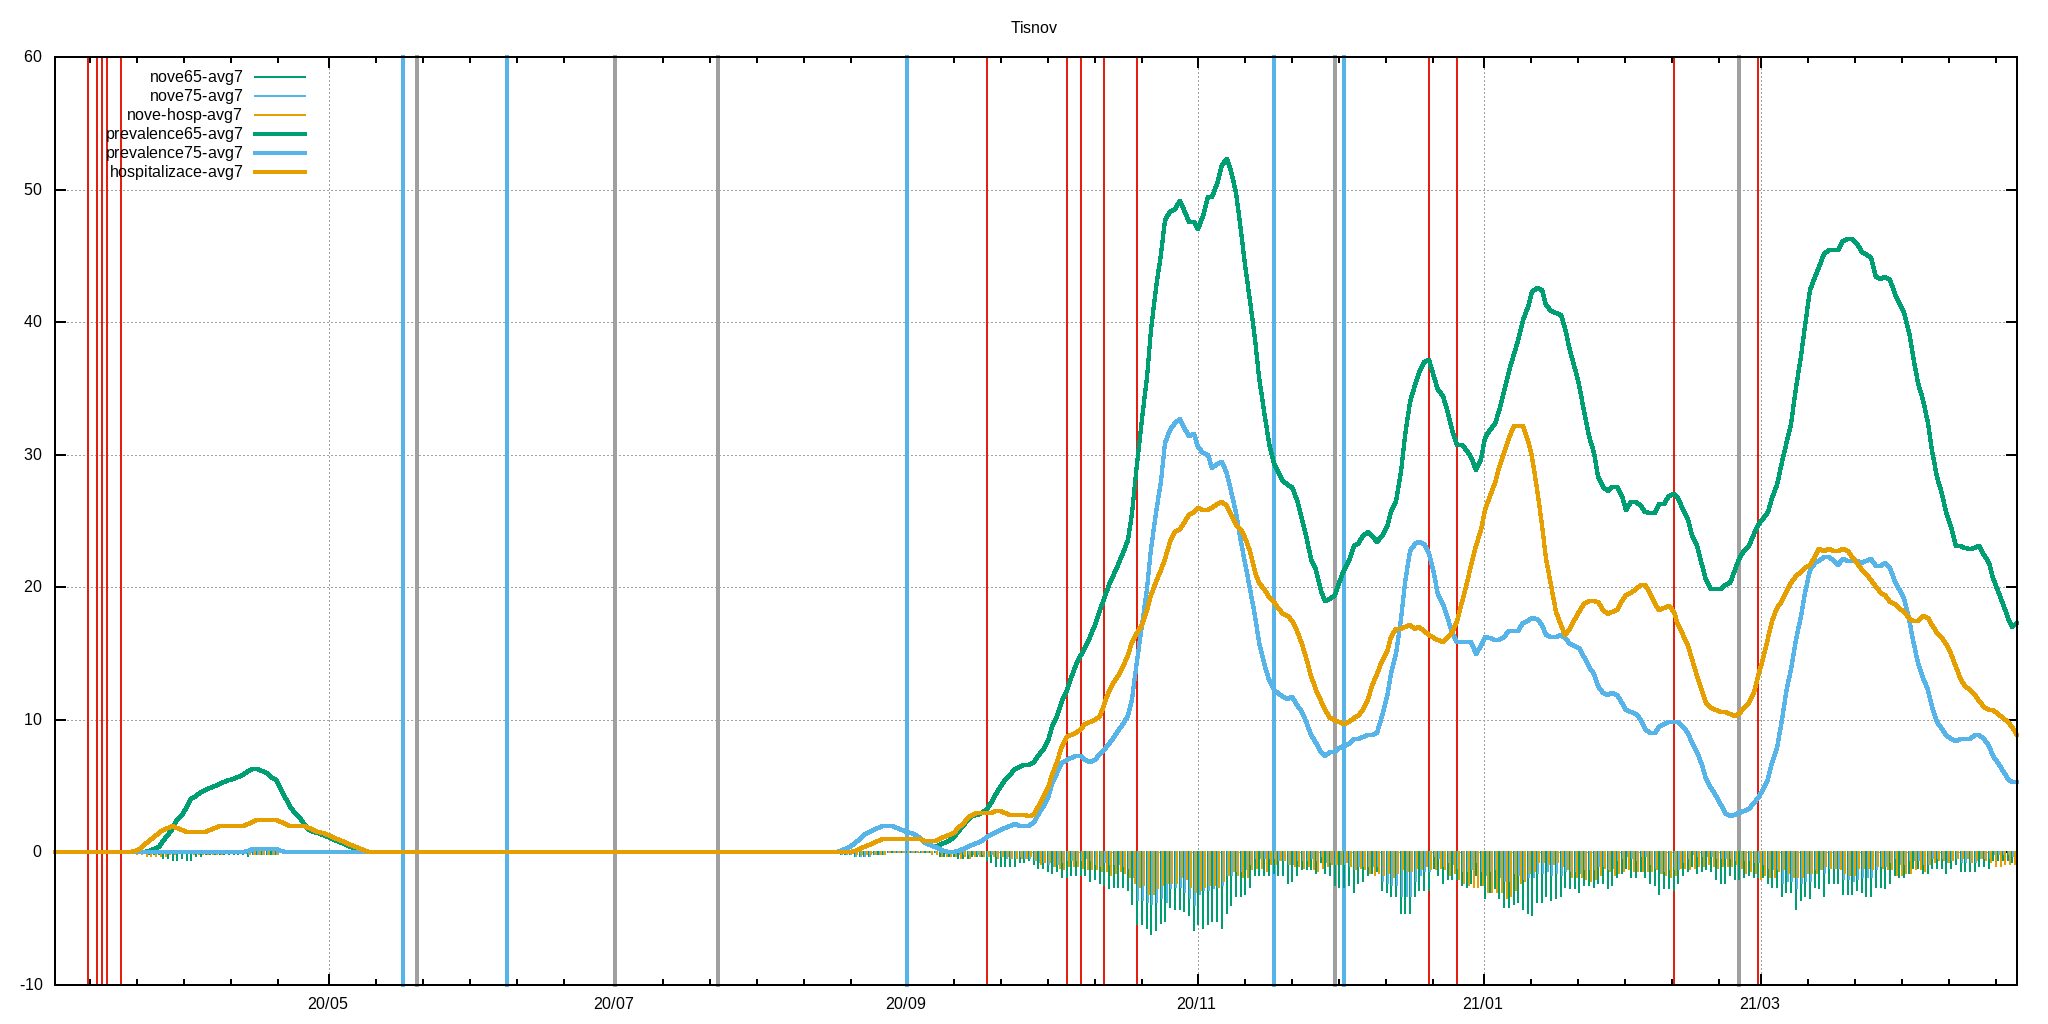 Tisnov
60
nove65-avg7
nove75-avg7
nove-hosp-avg7
prevalence65-avg7
prevalence75-avg7
hospitalizace-avg7
50
40
30
20
10
0
-10
20/05 20/07 20/09 20/11 21/01 21/03